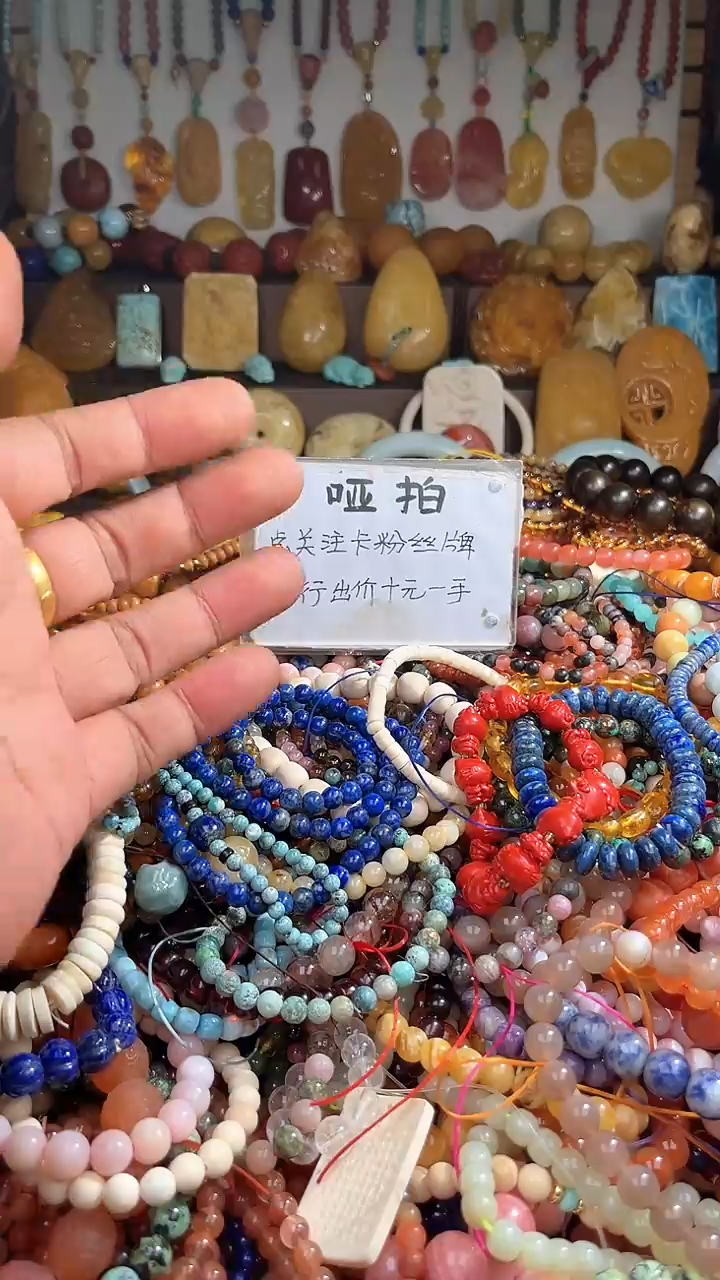 哑拍
点关注卡粉丝牌
行出价十元一手